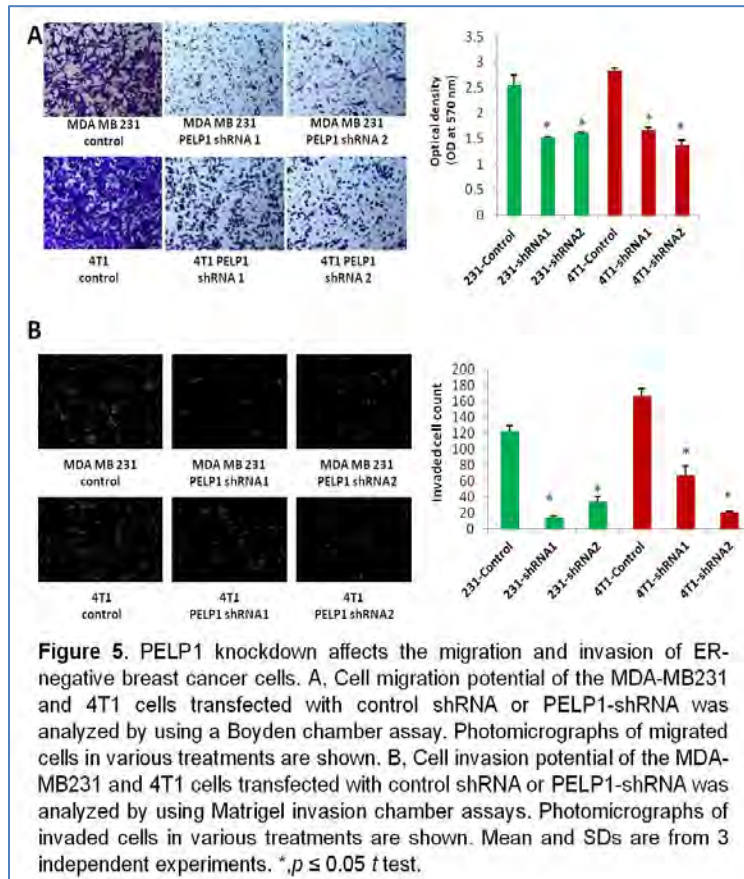 A
MDA MB 231
control
MDA MB 231
PELP1 shRNA 1
MDA MB 231
PELP1 shRNA 2
4T1
control
4T1 PELP1
shRNA 1
4T1 PELP1
shRNA 2
Optical density
(OD at 570 nm)
3.5
3
2.5
2
1.5
1
0.5
0
* * * *
231-Control
231-shRNA1
231-shRNA2
4T1-Control
4T1-shRNA1
4T1-shRNA2
B
MDA MB 231
control
MDA MB 231
PELP1 shRNA1
MDA MB 231
PELP1 shRNA2
4T1
control
4T1
PELP1 shRNA1
4T1
PELP1 shRNA2
Invaded cell count
200
180
160
140
120
100
80
60
40
20
0
* * * *
231-Control
231-shRNA1
231-shRNA2
4T1-Control
4T1-shRNA1
4T1-shRNA2
Figure 5. PELP1 knockdown affects the migration and invasion of ER-
negative breast cancer cells. A, Cell migration potential of the MDA-MB231
and 4T1 cells transfected with control shRNA or PELP1-shRNA was
analyzed by using a Boyden chamber assay. Photomicrographs of migrated
cells in various treatments are shown. B, Cell invasion potential of the MDA-
MB231 and 4T1 cells transfected with control shRNA or PELP1-shRNA was
analyzed by using Matrigel invasion chamber assays. Photomicrographs of
invaded cells in various treatments are shown. Mean and SDs are from 3
independent experiments. *,p ≤ 0.05 t test.